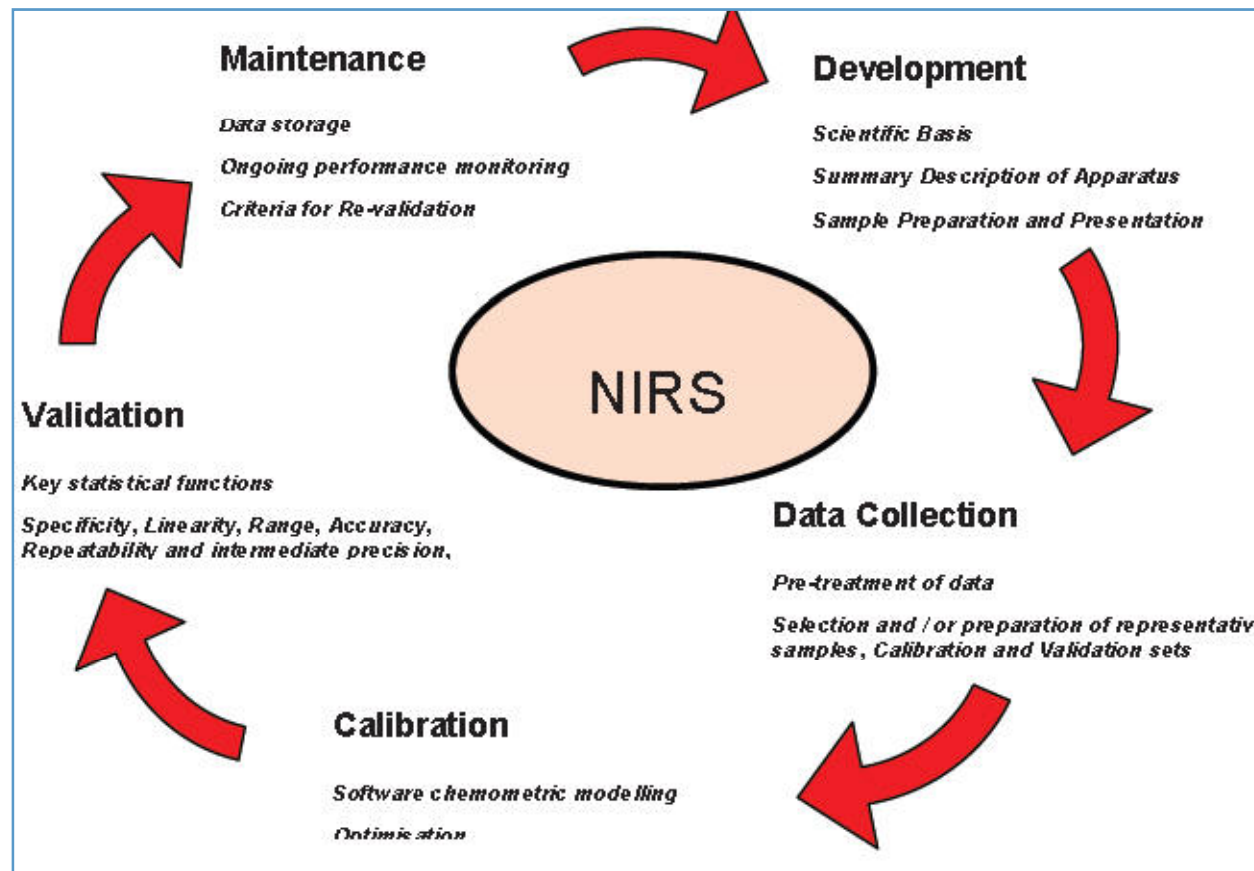 Maintenance
Data storage
Ongoing performance monitoring
Criteria for Re-validation
Development
Scientific Basis
Summary Description of Apparatus
Sample Preparation and Presentation
NIRS
Validation
Key statistical functions
Specificity, Linearity, Range, Accuracy,
Repeatability and intermediate precision,
Data Collection
Pre-treatment of data
Selection and / or preparation of representativ
samples, Calibration and Validation sets
Calibration
Software chemometric modelling
Optimisation